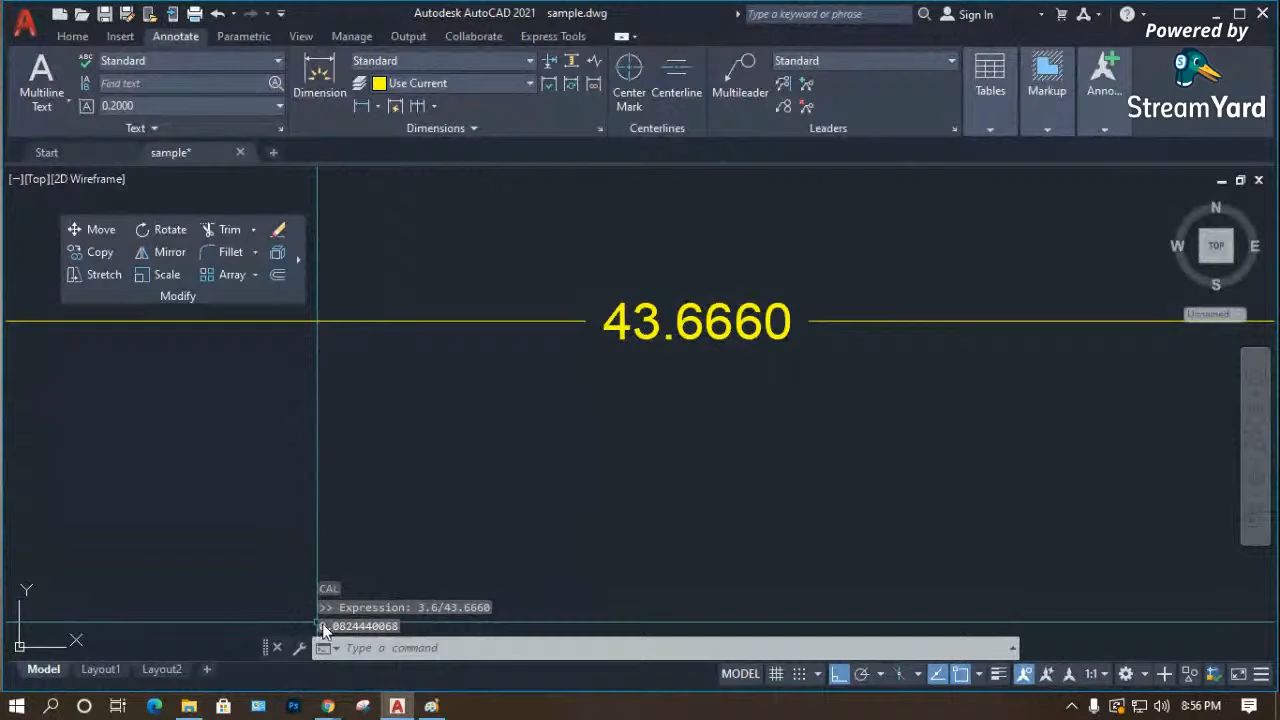 Autodesk AutoCAD 2021 sample.dwg
Type a keyword or phrase
Sign In
Powered by
StreamYard
Home Insert Annotate Parametric View Manage Output Collaborate Express Tools
Multiline
Text
Standard
Find text
0.2000
Text
Dimension
Standard
Use Current
Dimensions
Center
Mark
Centerline
Centerlines
Multileader
Standard
Leaders
Tables
Markup
Anno...
Start
sample*
[−][Top][2D Wireframe]
Move Rotate Trim
Copy Mirror Fillet
Stretch Scale Array
Modify
43.6660
N
W TOP E
S
Unnamed
Y
X
CAL
>> Expression: 3.6/43.6660
0.0824440068
Type a command
Model Layout1 Layout2 +
MODEL
1:1
8:56 PM